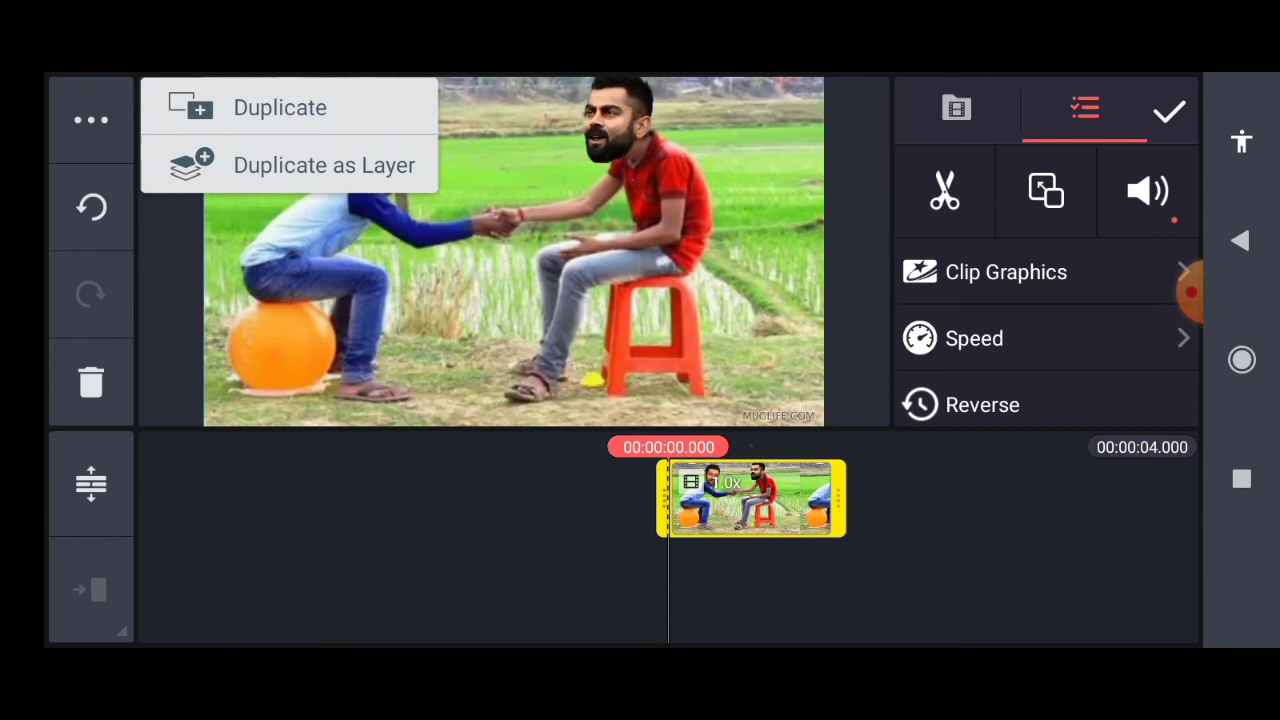 Duplicate
Duplicate as Layer
Clip Graphics
Speed
Reverse
MUGLIFE.COM
00:00:00.000
00:00:04.000
1.0x